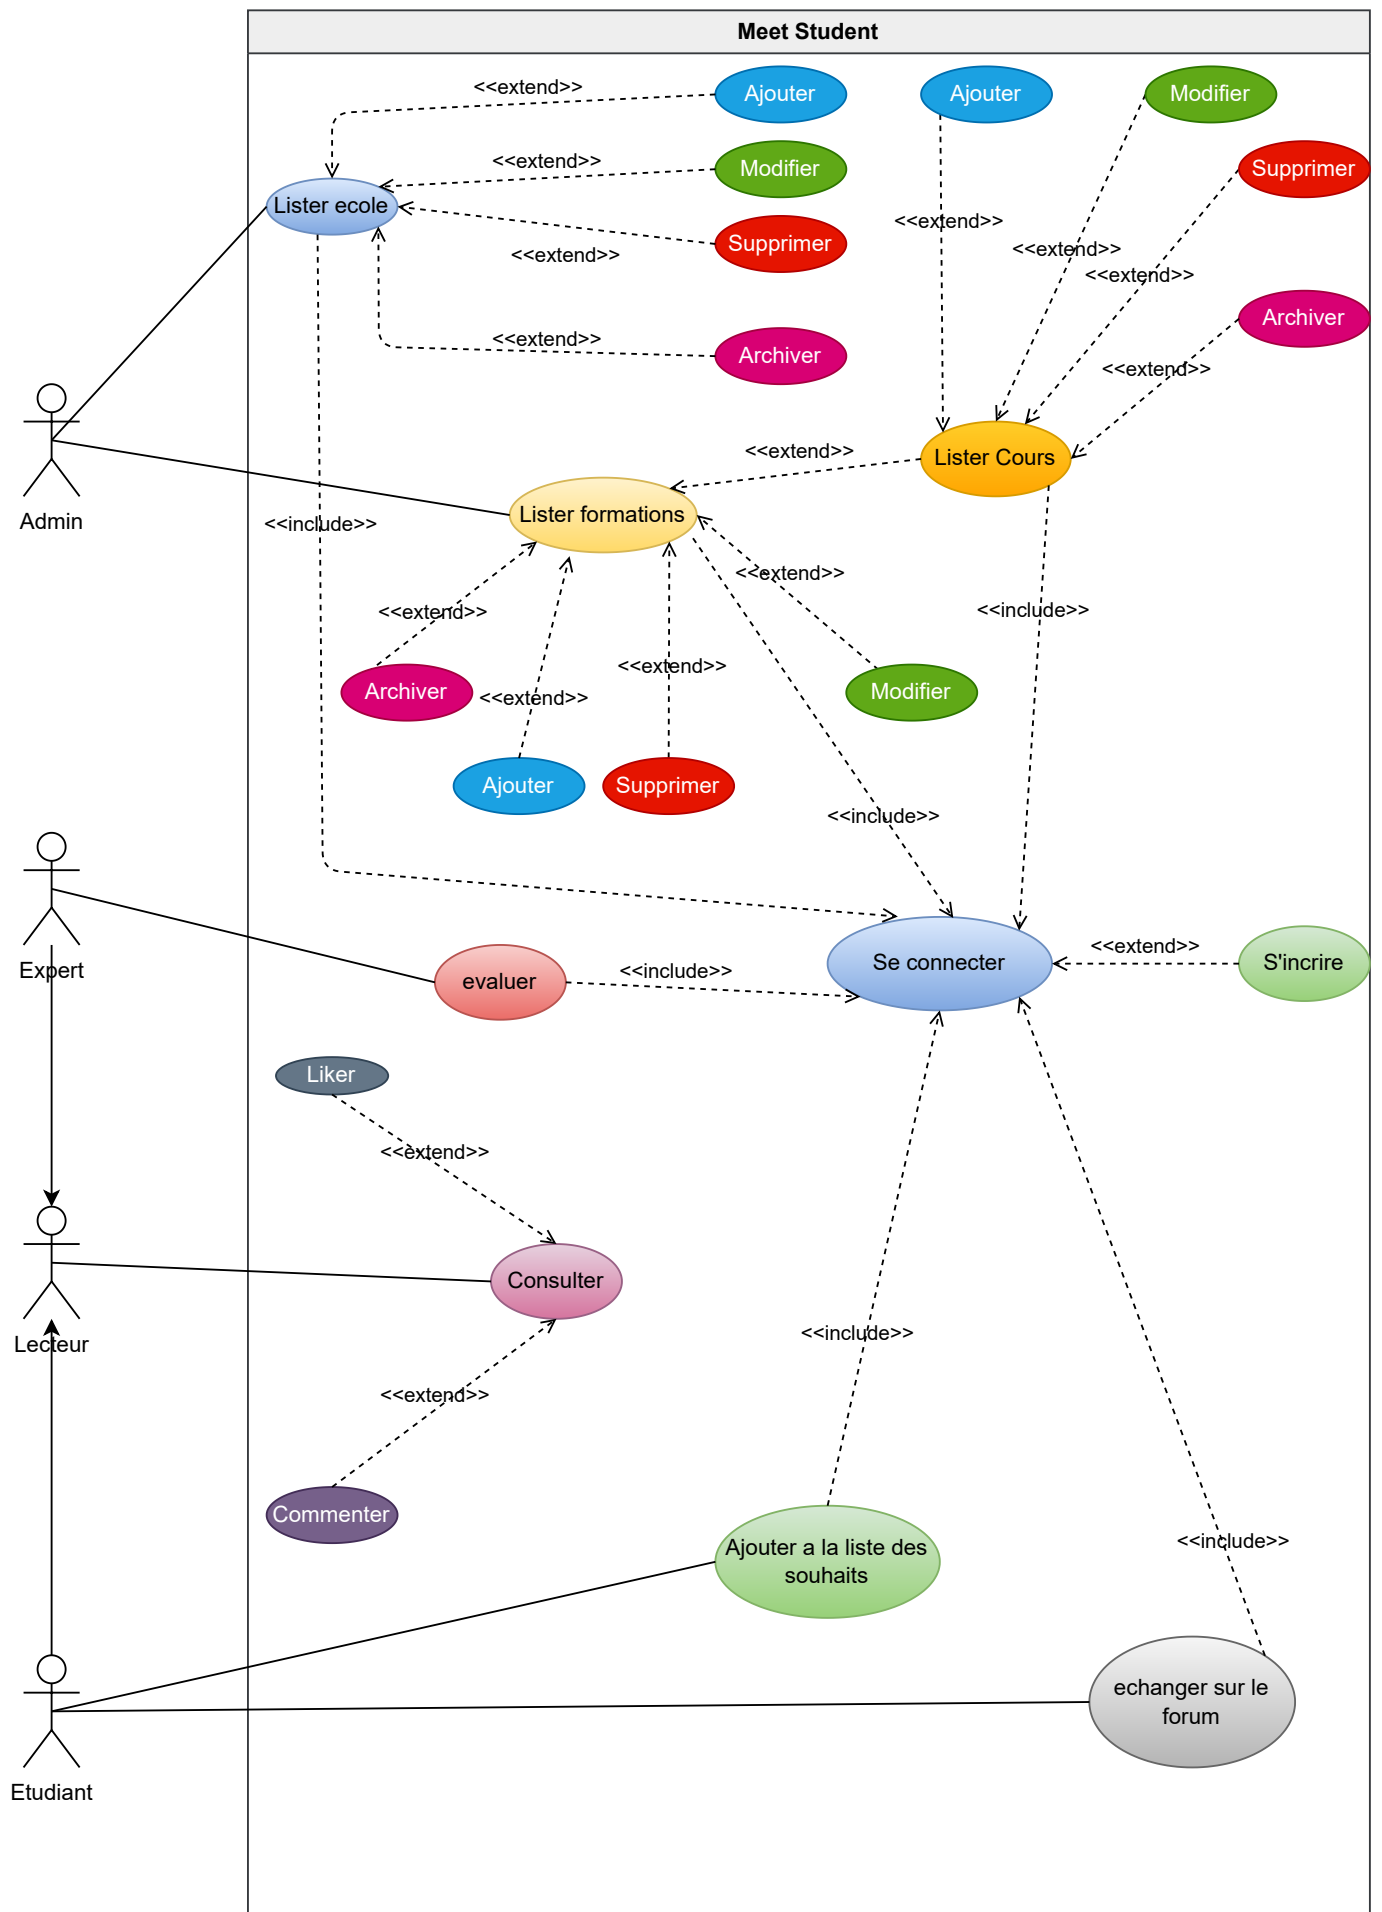 Meet Student
<<extend>>
Ajouter
Ajouter
Modifier
<<extend>>
Modifier
Supprimer
Lister ecole
<<extend>>
Supprimer
<<extend>>
<<extend>>
<<extend>>
Archiver
<<extend>>
Archiver
<<extend>>
Lister Cours
<<extend>>
Admin
Lister formations
<<include>>
<<extend>>
<<extend>>
<<include>>
<<extend>>
Archiver
<<extend>>
Modifier
Ajouter
Supprimer
<<include>>
Expert
evaluer
<<include>>
Se connecter
<<extend>>
S'incrire
Liker
<<extend>>
Consulter
Lecteur
<<include>>
<<extend>>
Commenter
Ajouter a la liste des
souhaits
<<include>>
echanger sur le
forum
Etudiant